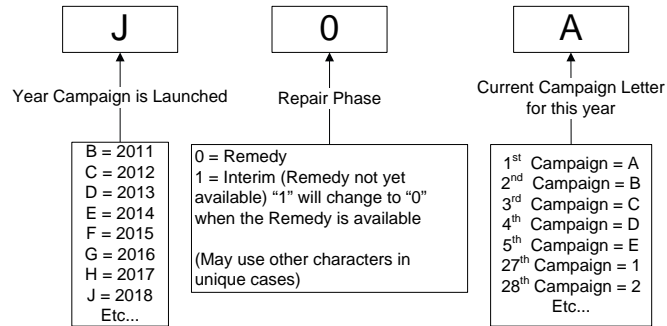 J
0
A
Year Campaign is Launched
Repair Phase
Current Campaign Letter
for this year
B = 2011
C = 2012
D = 2013
E = 2014
F = 2015
G = 2016
H = 2017
J = 2018
Etc...
0 = Remedy
1 = Interim (Remedy not yet
available) “1” will change to “0”
when the Remedy is available
(May use other characters in
unique cases)
1st Campaign = A
2nd Campaign = B
3rd Campaign = C
4th Campaign = D
5th Campaign = E
27th Campaign = 1
28th Campaign = 2
Etc...